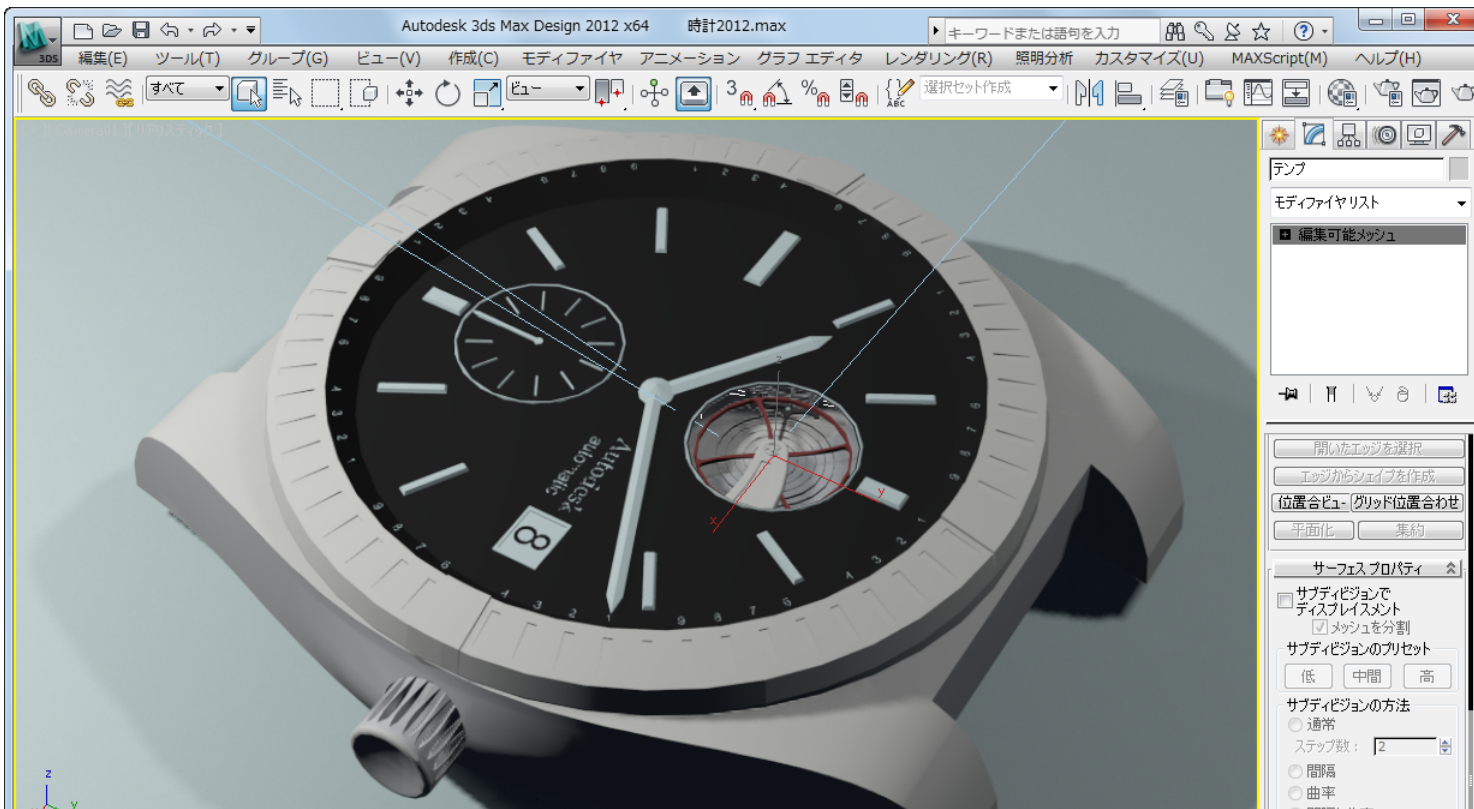 Autodesk 3ds Max Design 2012 x64 時計2012.max
キーワードまたは語句を入力
3DS
編集(E) ツール(T) グループ(G) ビュー(V) 作成(C) モディファイヤ アニメーション グラフ エディタ レンダリング(R) 照明分析 カスタマイズ(U) MAXScript(M) ヘルプ(H)
すべて
ビュー
3
%
ABC
選択セット作成
[ + ][ Camera01 ][ リアリスティック ]
Autodesk
automatic
8
z
y
x
z
y
テンプ
モディファイヤ リスト
編集可能メッシュ
開いたエッジを選択
エッジからシェイプを作成
位置合ビュー
グリッド位置合わせ
平面化
集約
サーフェス プロパティ
サブディビジョンで
ディスプレイスメント
メッシュを分割
サブディビジョンのプリセット
低 中間 高
サブディビジョンの方法
通常
ステップ数 : 2
間隔
曲率